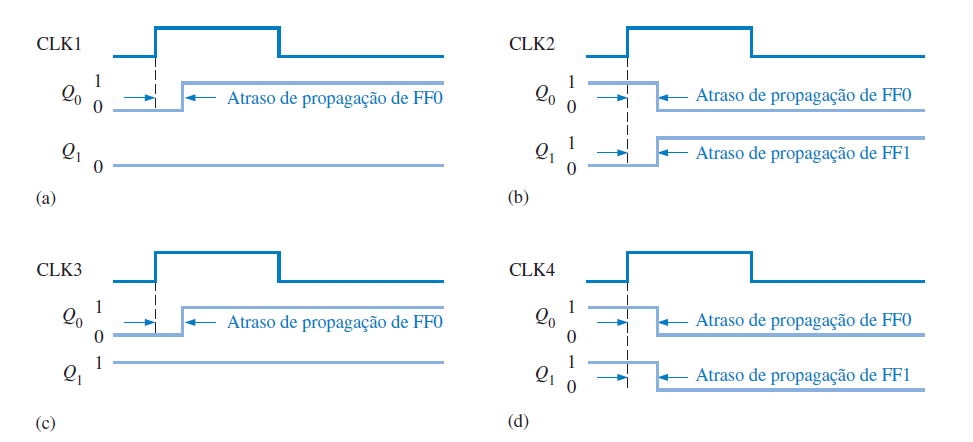 CLK1
1
Q0
0
Atraso de propagação de FF0
Q1
0
(a)
CLK2
1
Q0
0
Atraso de propagação de FF0
1
Q1
0
Atraso de propagação de FF1
(b)
CLK3
1
Q0
0
Atraso de propagação de FF0
1
Q1
(c)
CLK4
1
Q0
0
Atraso de propagação de FF0
1
Q1
0
Atraso de propagação de FF1
(d)